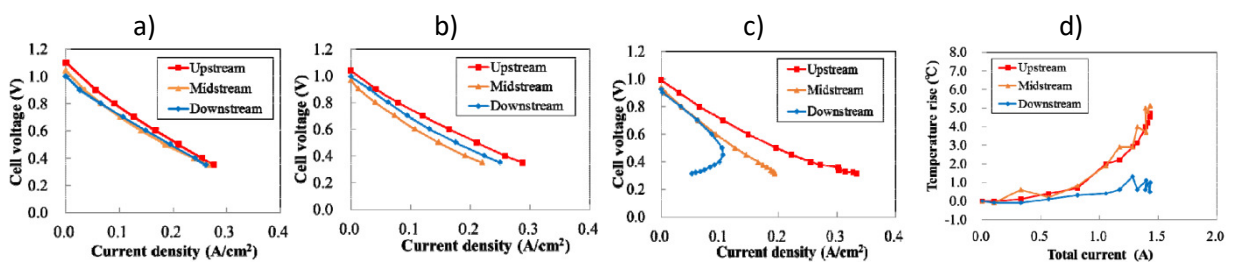 a)
Cell voltage (V)
1.2
1.0
0.8
0.6
0.4
0.2
0.0
Upstream
Midstream
Downstream
0.0 0.1 0.2 0.3
Current density (A/cm²)
b)
Cell voltage (V)
1.2
1.0
0.8
0.6
0.4
0.2
0.0
Upstream
Midstream
Downstream
0.0 0.1 0.2 0.3 0.4
Current density (A/cm²)
c)
Cell voltage (V)
1.2
1.0
0.8
0.6
0.4
0.2
0.0
Upstream
Midstream
Downstream
0.0 0.1 0.2 0.3 0.4
Current density (A/cm²)
d)
Temperature rise (℃)
8.0
7.0
6.0
5.0
4.0
3.0
2.0
1.0
0.0
-1.0
Upstream
Midstream
Downstream
0.0 0.5 1.0 1.5 2.0
Total current (A)